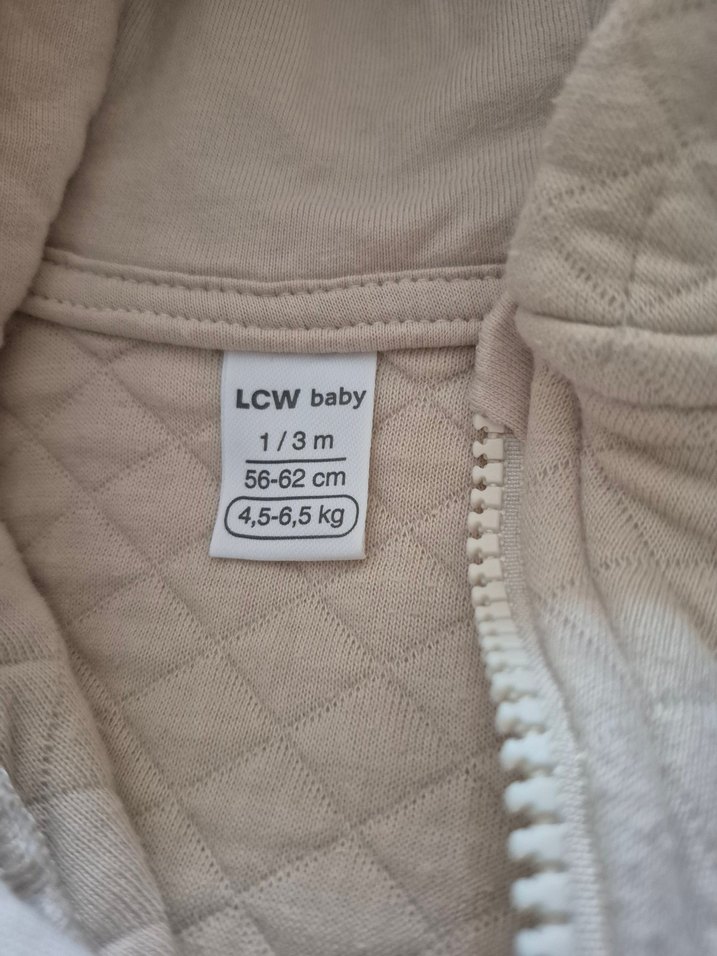 LCW baby
1 / 3 m
56-62 cm
4,5-6,5 kg